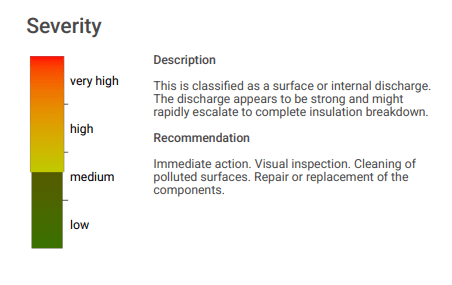 Severity
very high
high
medium
low
Description
This is classified as a surface or internal discharge.
The discharge appears to be strong and might
rapidly escalate to complete insulation breakdown.
Recommendation
Immediate action. Visual inspection. Cleaning of
polluted surfaces. Repair or replacement of the
components.